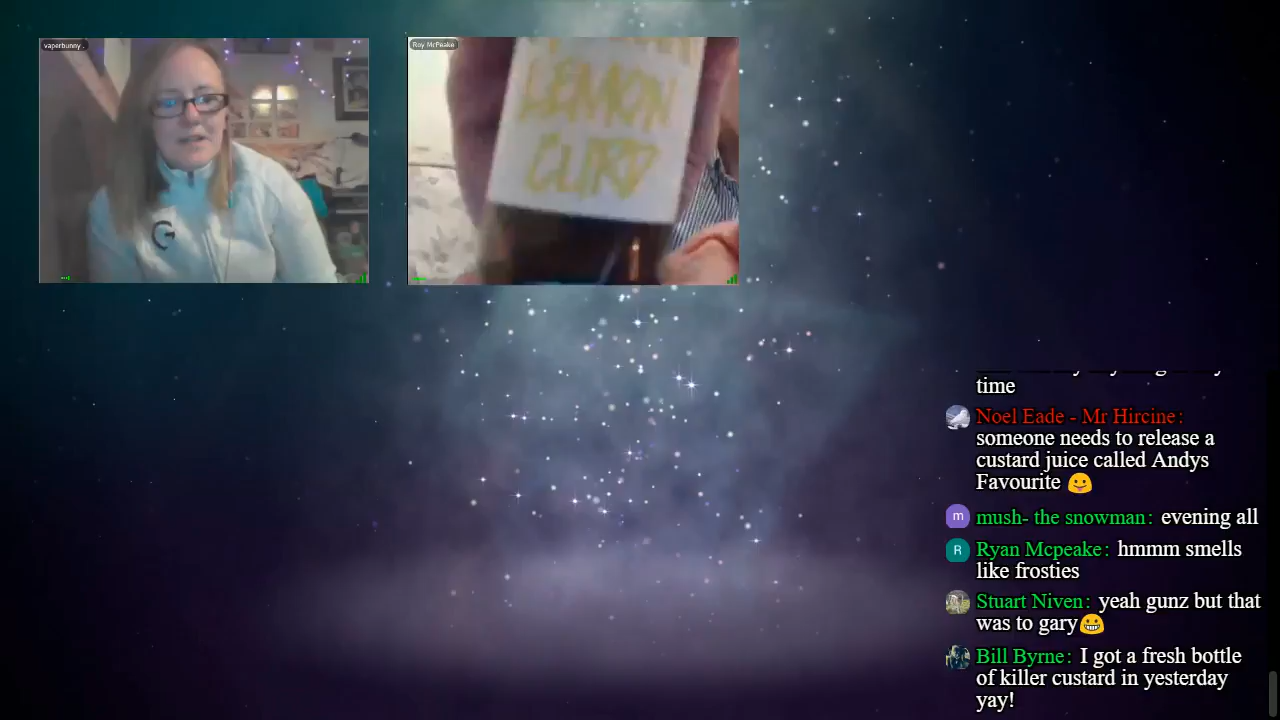 vaperbunny .
Roy McPeake
LEMON
CURD
time
Noel Eade - Mr Hircine:
someone needs to release a
custard juice called Andys
Favourite 😛
m mush- the snowman: evening all
R Ryan Mcpeake: hmmm smells
like frosties
Stuart Niven: yeah gunz but that
was to gary😬
Bill Byrne: I got a fresh bottle
of killer custard in yesterday
yay!